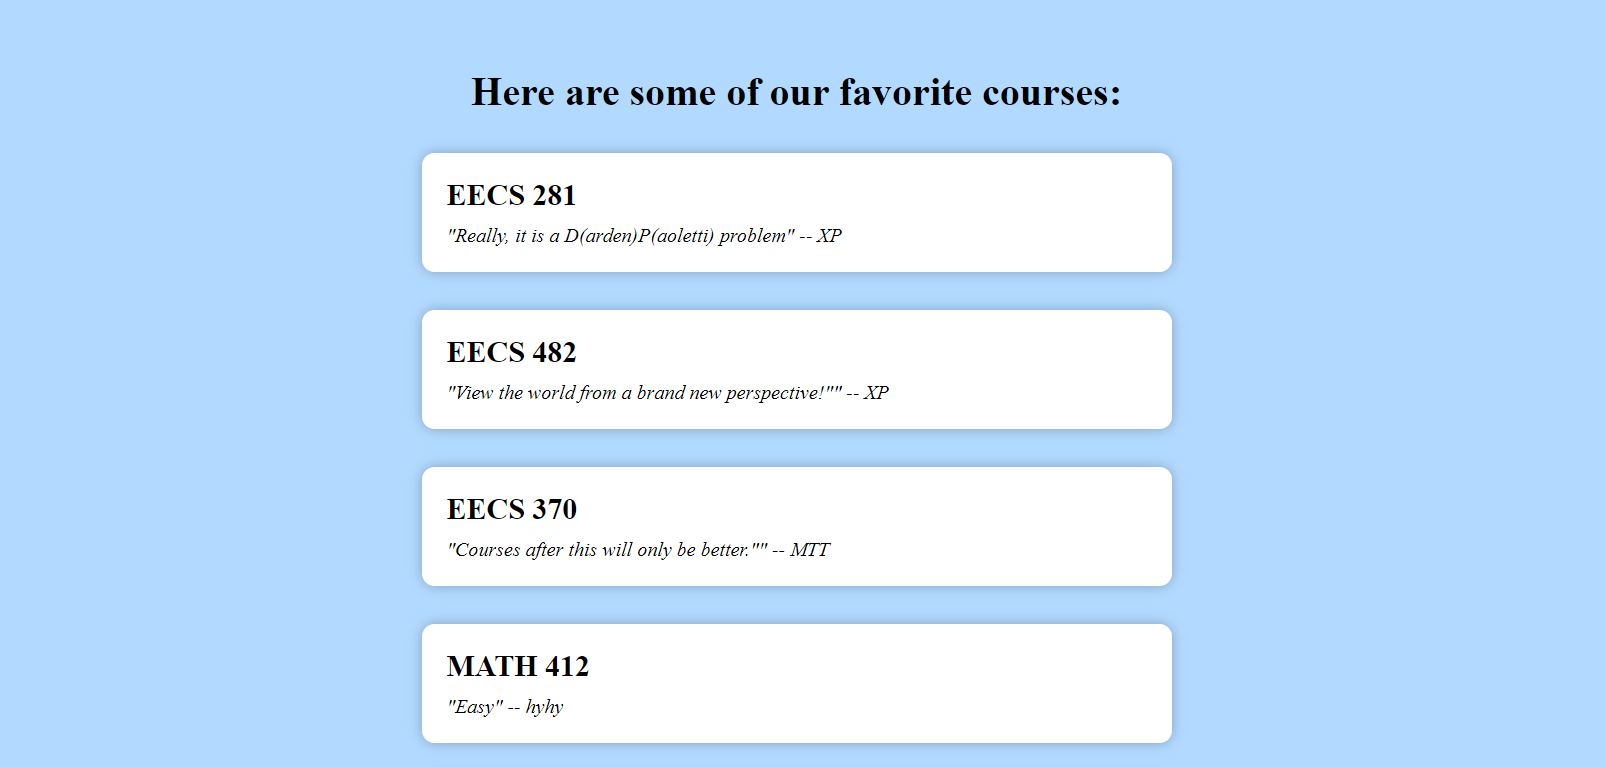 Here are some of our favorite courses:
EECS 281
"Really, it is a D(arden)P(aoletti) problem" -- XP
EECS 482
"View the world from a brand new perspective!"" -- XP
EECS 370
"Courses after this will only be better."" -- MTT
MATH 412
"Easy" -- hyhy